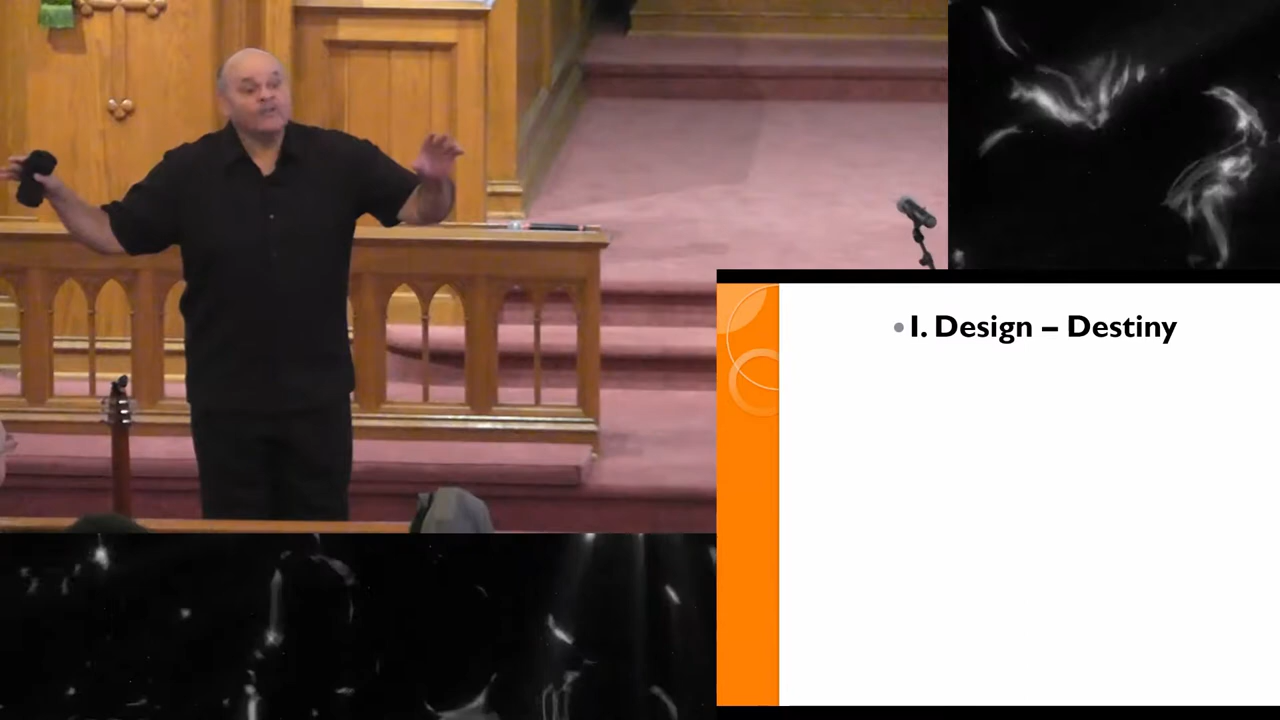 • I. Design – Destiny